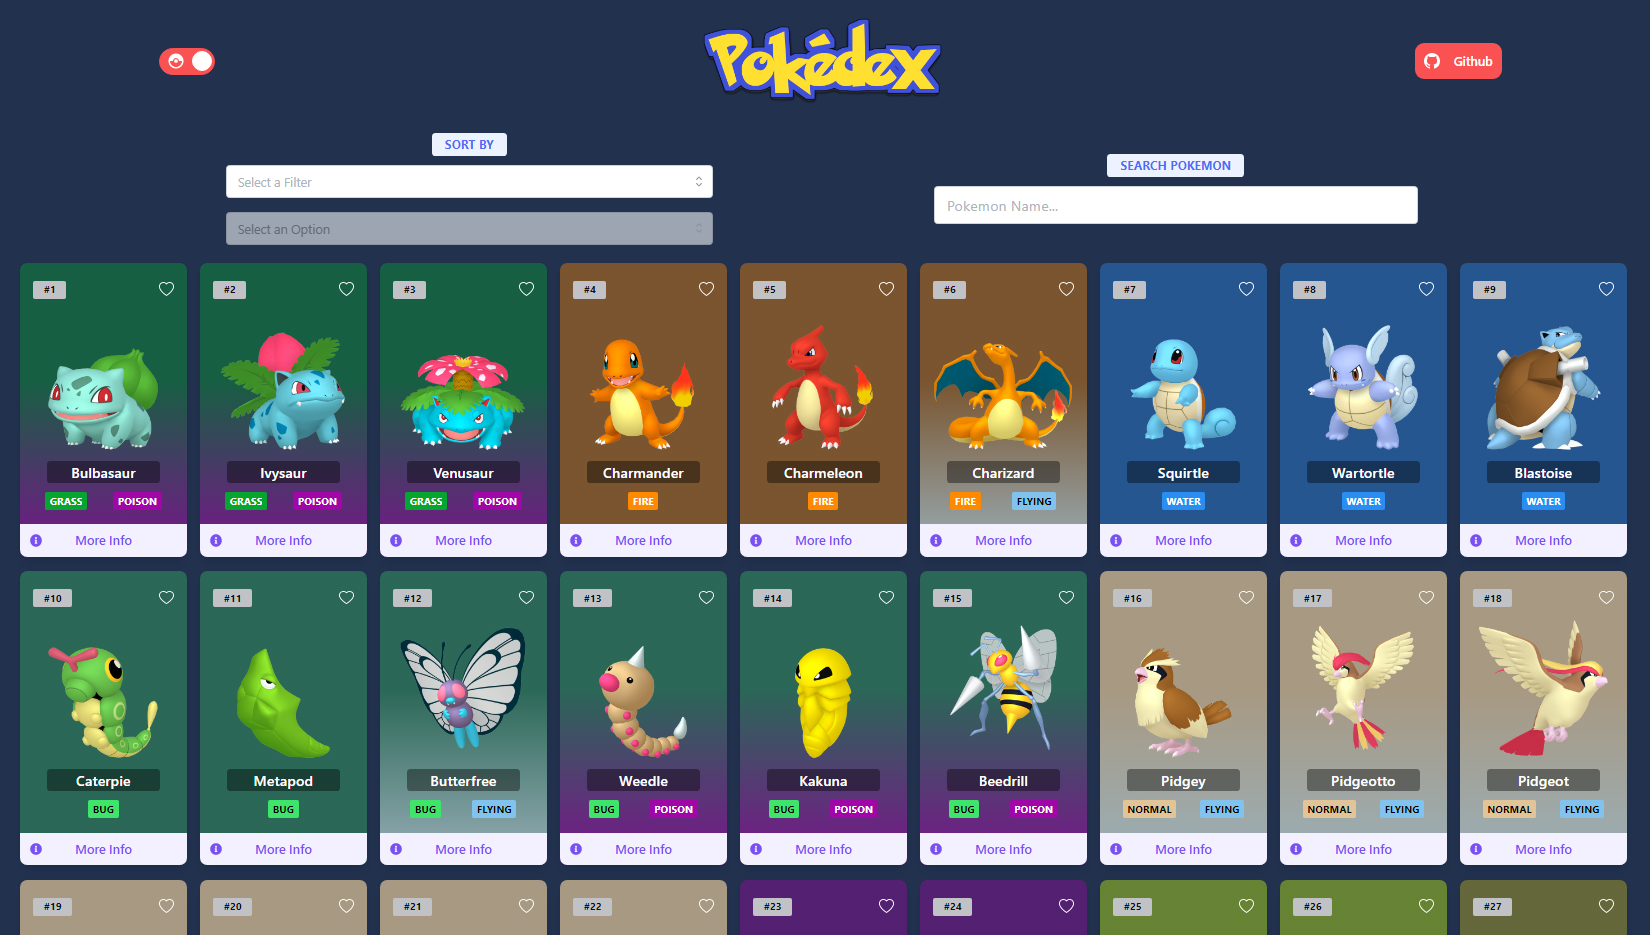 Pokédex
Github
SORT BY
Select a Filter
Select an Option
SEARCH POKEMON
Pokemon Name...
#1
Bulbasaur
GRASS POISON
More Info
#2
Ivysaur
GRASS POISON
More Info
#3
Venusaur
GRASS POISON
More Info
#4
Charmander
FIRE
More Info
#5
Charmeleon
FIRE
More Info
#6
Charizard
FIRE FLYING
More Info
#7
Squirtle
WATER
More Info
#8
Wartortle
WATER
More Info
#9
Blastoise
WATER
More Info
#10
Caterpie
BUG
More Info
#11
Metapod
BUG
More Info
#12
Butterfree
BUG FLYING
More Info
#13
Weedle
BUG POISON
More Info
#14
Kakuna
BUG POISON
More Info
#15
Beedrill
BUG POISON
More Info
#16
Pidgey
NORMAL FLYING
More Info
#17
Pidgeotto
NORMAL FLYING
More Info
#18
Pidgeot
NORMAL FLYING
More Info
#19
#20
#21
#22
#23
#24
#25
#26
#27